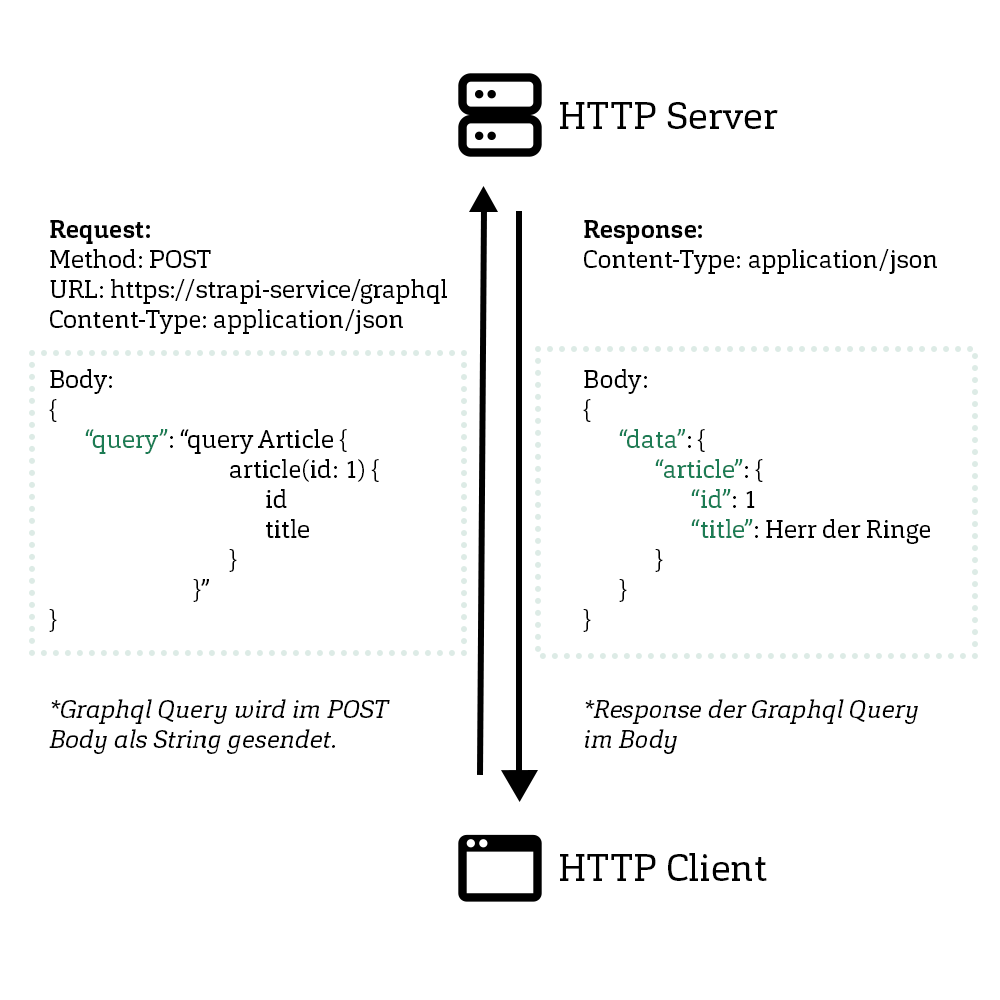 HTTP Server
Request:
Method: POST
URL: https://strapi-service/graphql
Content-Type: application/json
Body:
{
“query”: “query Article {
article(id: 1) {
id
title
}
}”
}
*Graphql Query wird im POST
Body als String gesendet.
Response:
Content-Type: application/json
Body:
{
“data”: {
“article”: {
“id”: 1
“title”: Herr der Ringe
}
}
}
*Response der Graphql Query
im Body
HTTP Client